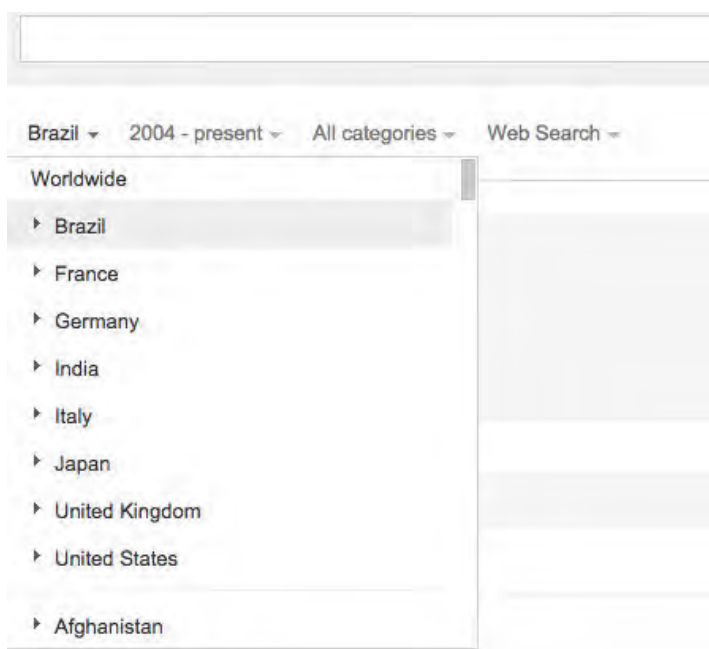 Brazil 2004 - present All categories Web Search
Worldwide
Brazil
France
Germany
India
Italy
Japan
United Kingdom
United States
Afghanistan